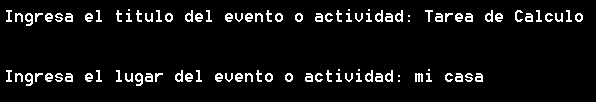 Ingresa el titulo del evento o actividad: Tarea de Calculo
Ingresa el lugar del evento o actividad: mi casa